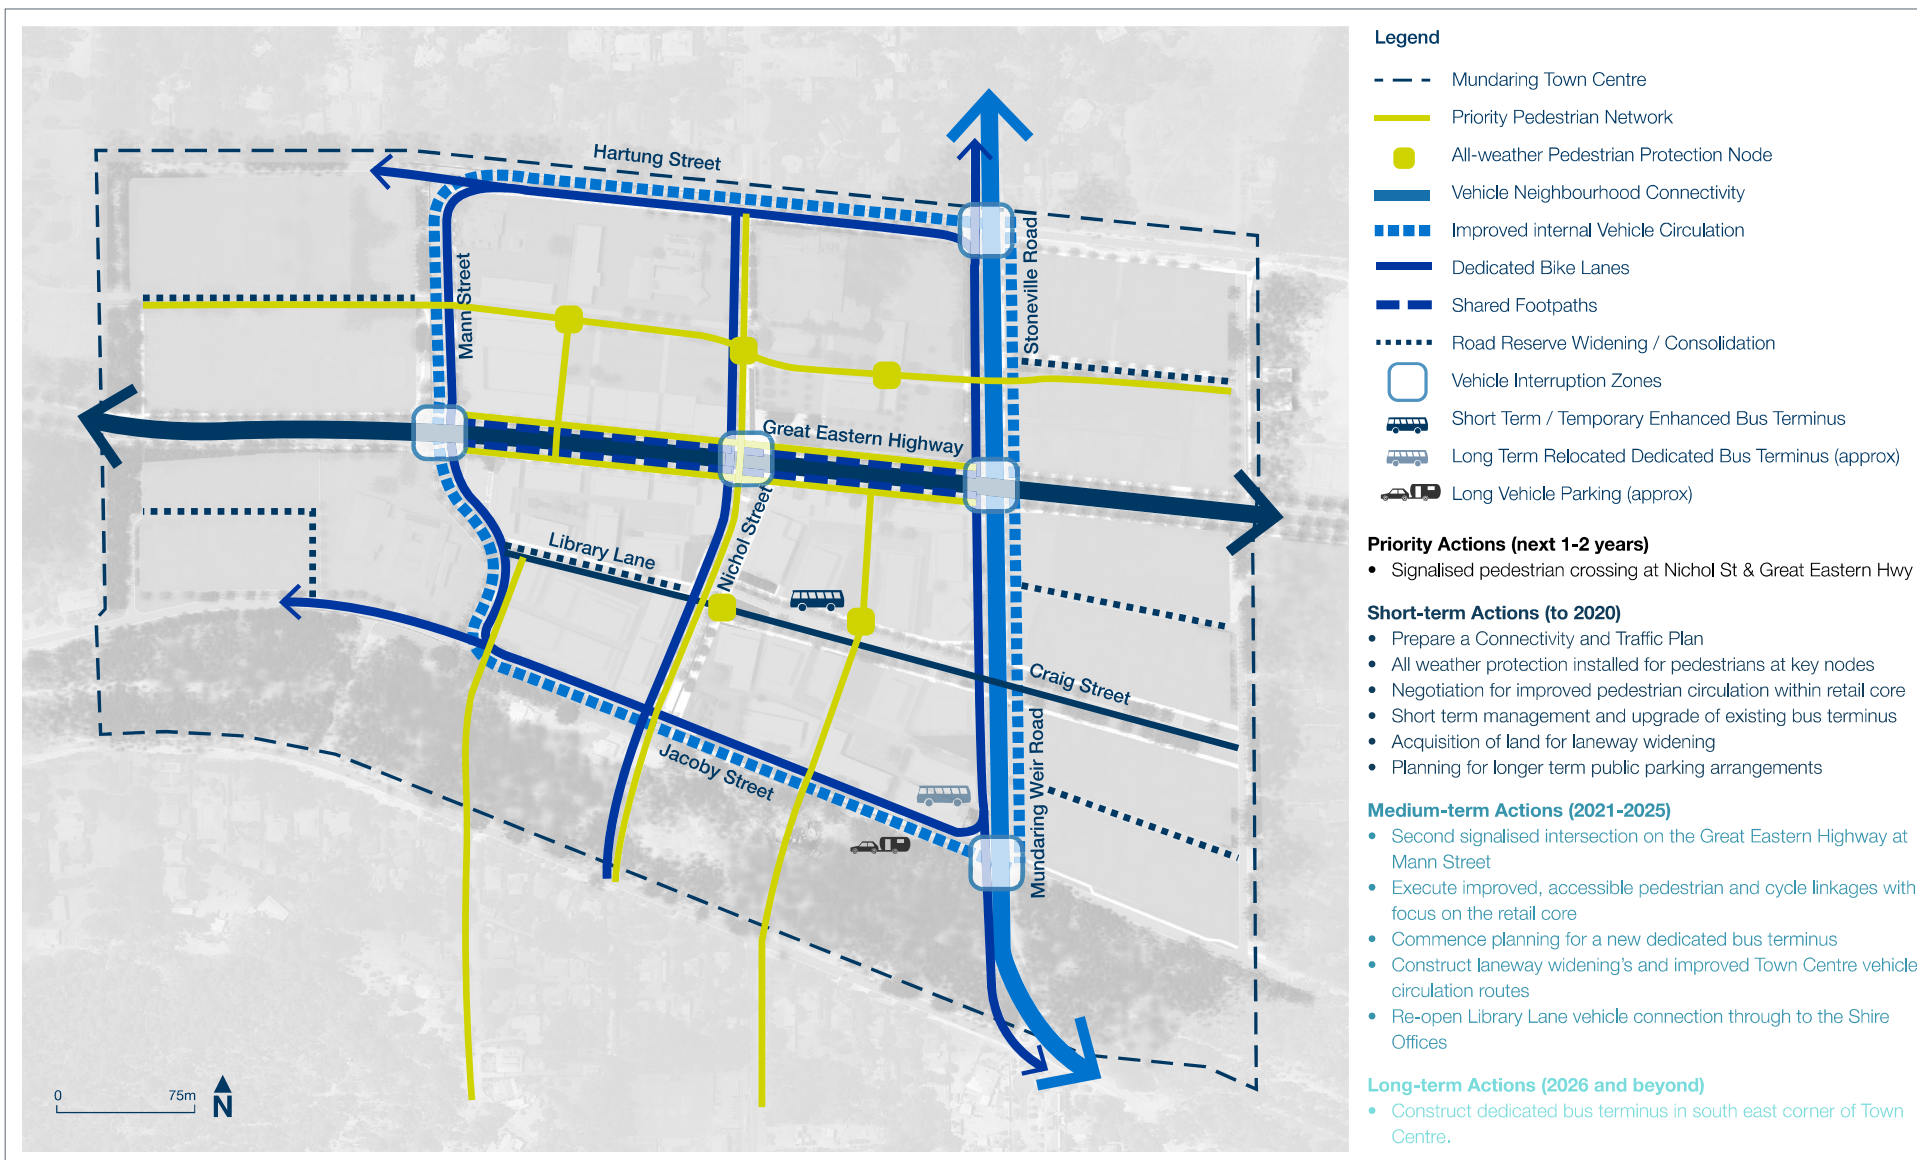 Hartung Street
Mann Street
Stoneville Road
Great Eastern Highway
Nichol Street
Library Lane
Craig Street
Jacoby Street
Mundaring Weir Road
0 75m
N
Legend
Mundaring Town Centre
Priority Pedestrian Network
All-weather Pedestrian Protection Node
Vehicle Neighbourhood Connectivity
Improved internal Vehicle Circulation
Dedicated Bike Lanes
Shared Footpaths
Road Reserve Widening / Consolidation
Vehicle Interruption Zones
Short Term / Temporary Enhanced Bus Terminus
Long Term Relocated Dedicated Bus Terminus (approx)
Long Vehicle Parking (approx)
Priority Actions (next 1-2 years)
• Signalised pedestrian crossing at Nichol St & Great Eastern Hwy
Short-term Actions (to 2020)
• Prepare a Connectivity and Traffic Plan
• All weather protection installed for pedestrians at key nodes
• Negotiation for improved pedestrian circulation within retail core
• Short term management and upgrade of existing bus terminus
• Acquisition of land for laneway widening
• Planning for longer term public parking arrangements
Medium-term Actions (2021-2025)
• Second signalised intersection on the Great Eastern Highway at
Mann Street
• Execute improved, accessible pedestrian and cycle linkages with
focus on the retail core
• Commence planning for a new dedicated bus terminus
• Construct laneway widening's and improved Town Centre vehicle
circulation routes
• Re-open Library Lane vehicle connection through to the Shire
Offices
Long-term Actions (2026 and beyond)
• Construct dedicated bus terminus in south east corner of Town
Centre.